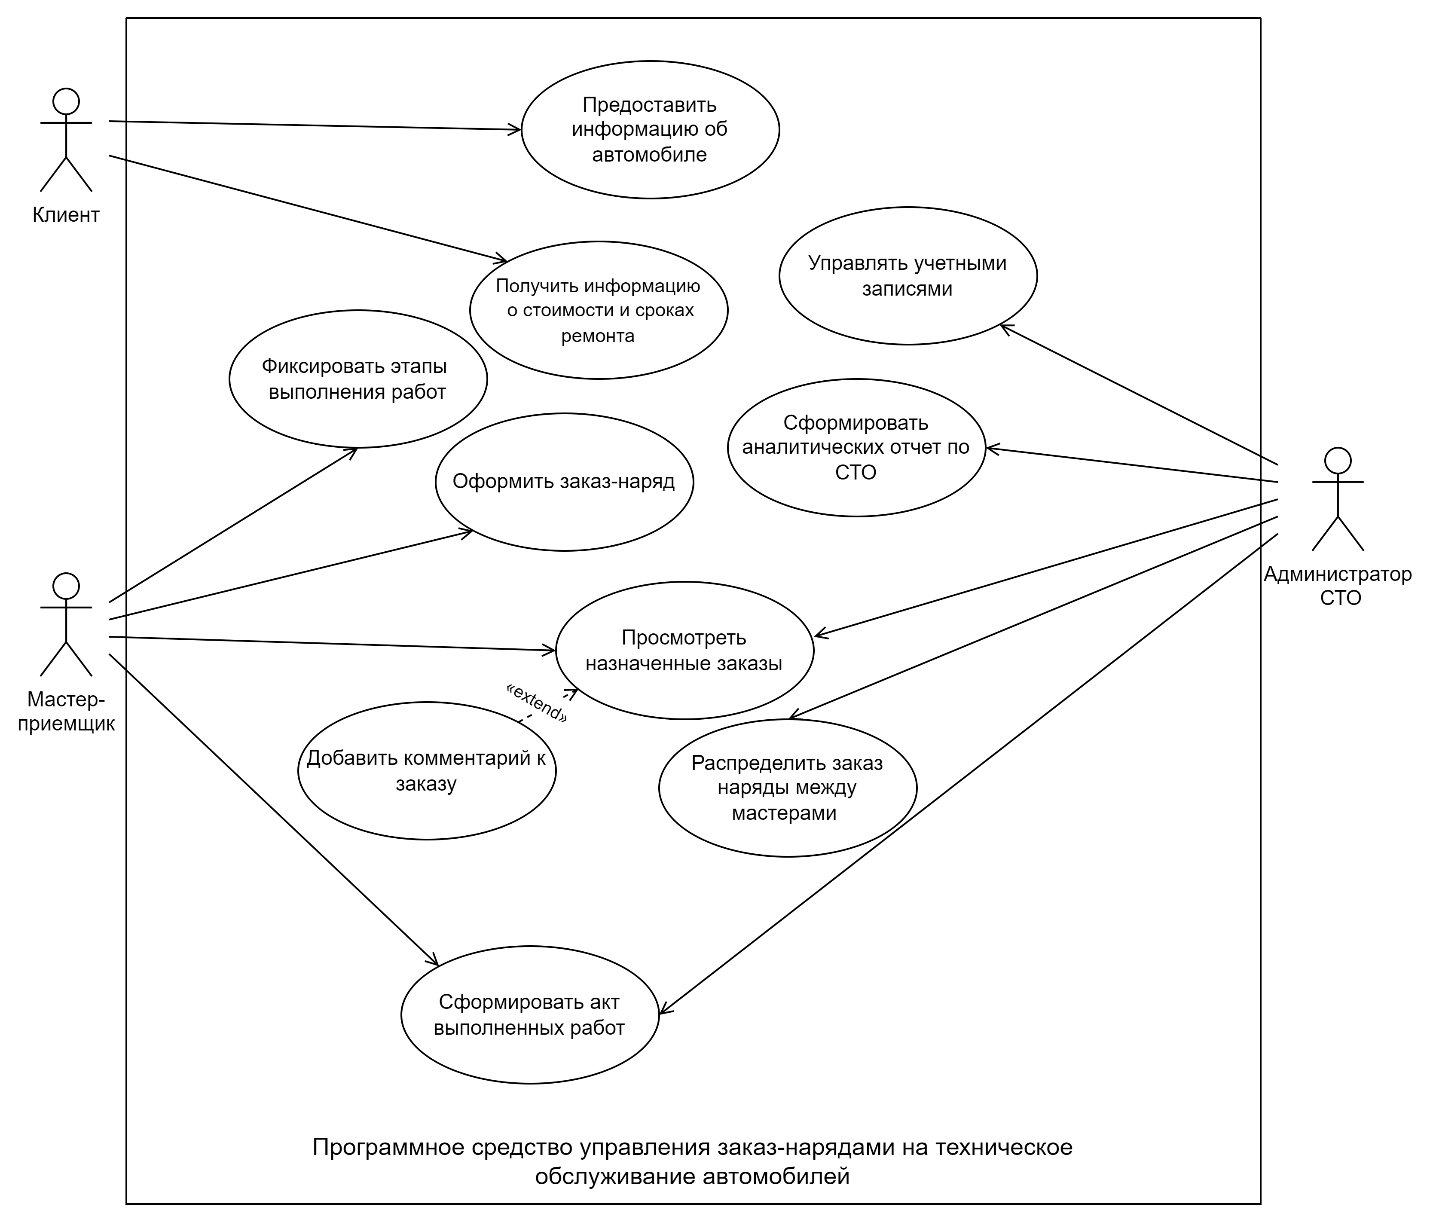 Предоставить
информацию об
автомобиле
Клиент
Управлять учетными
записями
Получить информацию
о стоимости и сроках
ремонта
Фиксировать этапы
выполнения работ
Сформировать
аналитических отчет по
СТО
Оформить заказ-наряд
Администратор
СТО
Просмотреть
назначенные заказы
Мастер-
приемщик
«extend»
Добавить комментарий к
заказу
Распределить заказ
наряды между
мастерами
Сформировать акт
выполненных работ
Программное средство управления заказ-нарядами на техническое
обслуживание автомобилей